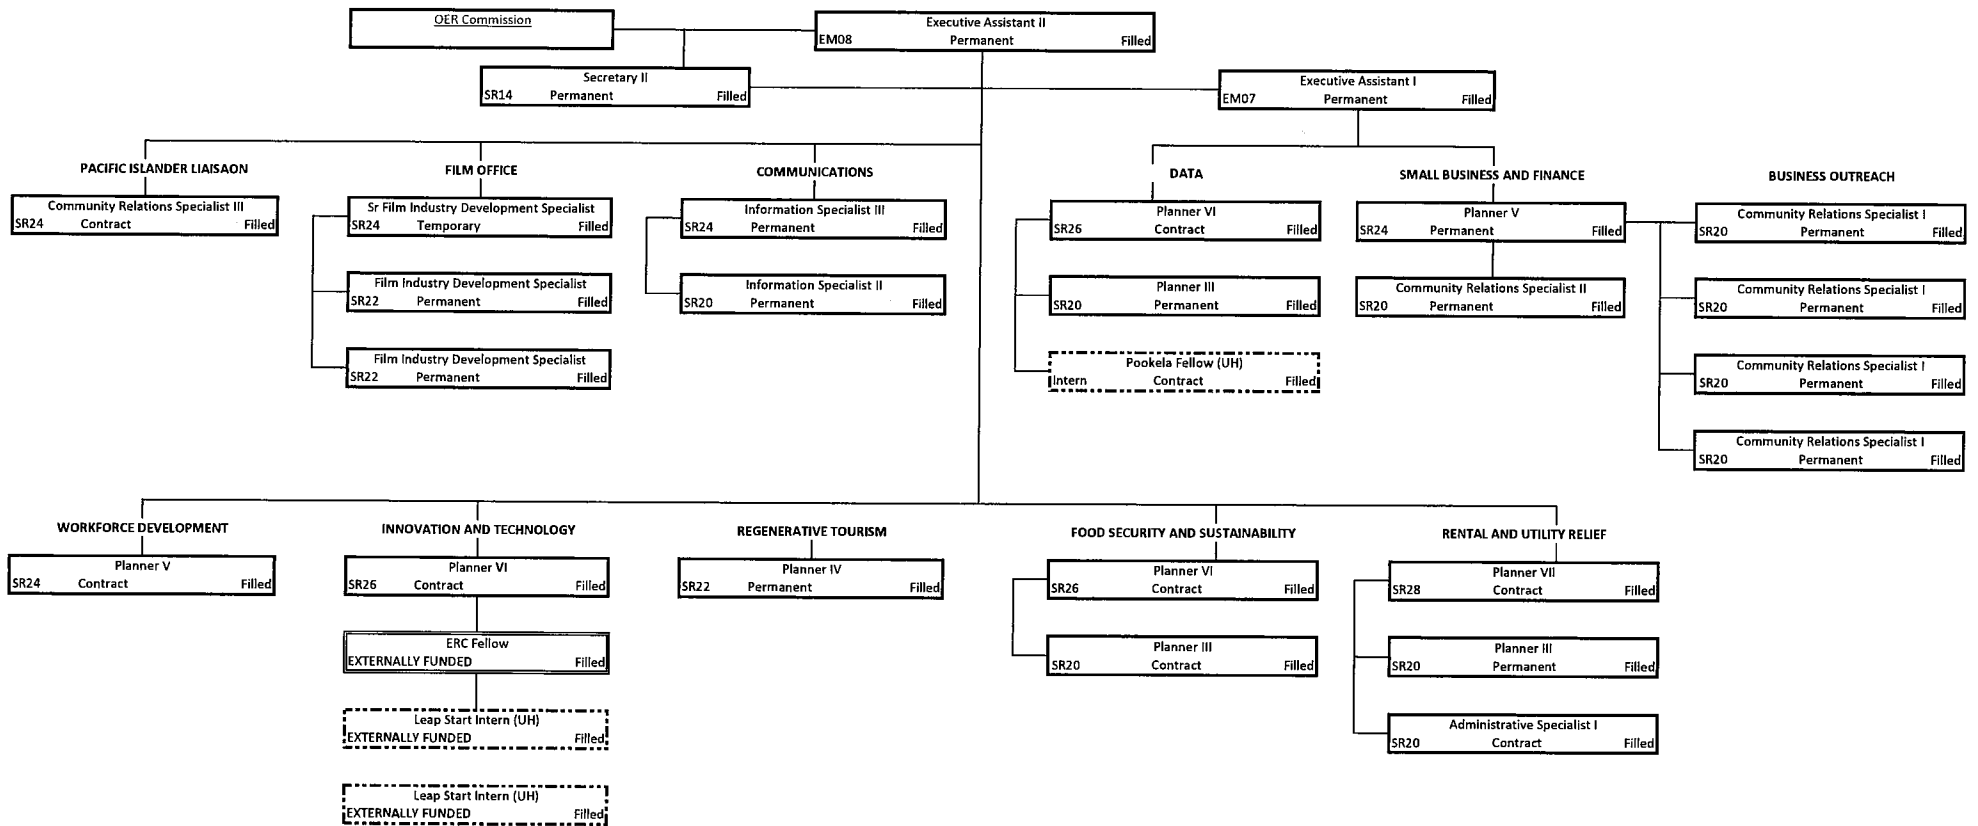 OER Commission
Executive Assistant II
EM08 Permanent Filled
Secretary II
SR14 Permanent Filled
Executive Assistant I
EM07 Permanent Filled
PACIFIC ISLANDER LIAISAON
Community Relations Specialist III
SR24 Contract Filled
FILM OFFICE
Sr Film Industry Development Specialist
SR24 Temporary Filled
Film Industry Development Specialist
SR22 Permanent Filled
Film Industry Development Specialist
SR22 Permanent Filled
COMMUNICATIONS
Information Specialist III
SR24 Permanent Filled
Information Specialist II
SR20 Permanent Filled
DATA
Planner VI
SR26 Contract Filled
Planner III
SR20 Permanent Filled
Pookela Fellow (UH)
Intern Contract Filled
SMALL BUSINESS AND FINANCE
Planner V
SR24 Permanent Filled
Community Relations Specialist II
SR20 Permanent Filled
BUSINESS OUTREACH
Community Relations Specialist I
SR20 Permanent Filled
Community Relations Specialist I
SR20 Permanent Filled
Community Relations Specialist I
SR20 Permanent Filled
Community Relations Specialist I
SR20 Permanent Filled
WORKFORCE DEVELOPMENT
Planner V
SR24 Contract Filled
INNOVATION AND TECHNOLOGY
Planner VI
SR26 Contract Filled
ERC Fellow
EXTERNALLY FUNDED Filled
Leap Start Intern (UH)
EXTERNALLY FUNDED Filled
Leap Start Intern (UH)
EXTERNALLY FUNDED Filled
REGENERATIVE TOURISM
Planner IV
SR22 Permanent Filled
FOOD SECURITY AND SUSTAINABILITY
Planner VI
SR26 Contract Filled
Planner III
SR20 Contract Filled
RENTAL AND UTILITY RELIEF
Planner VII
SR28 Contract Filled
Planner III
SR20 Permanent Filled
Administrative Specialist I
SR20 Contract Filled